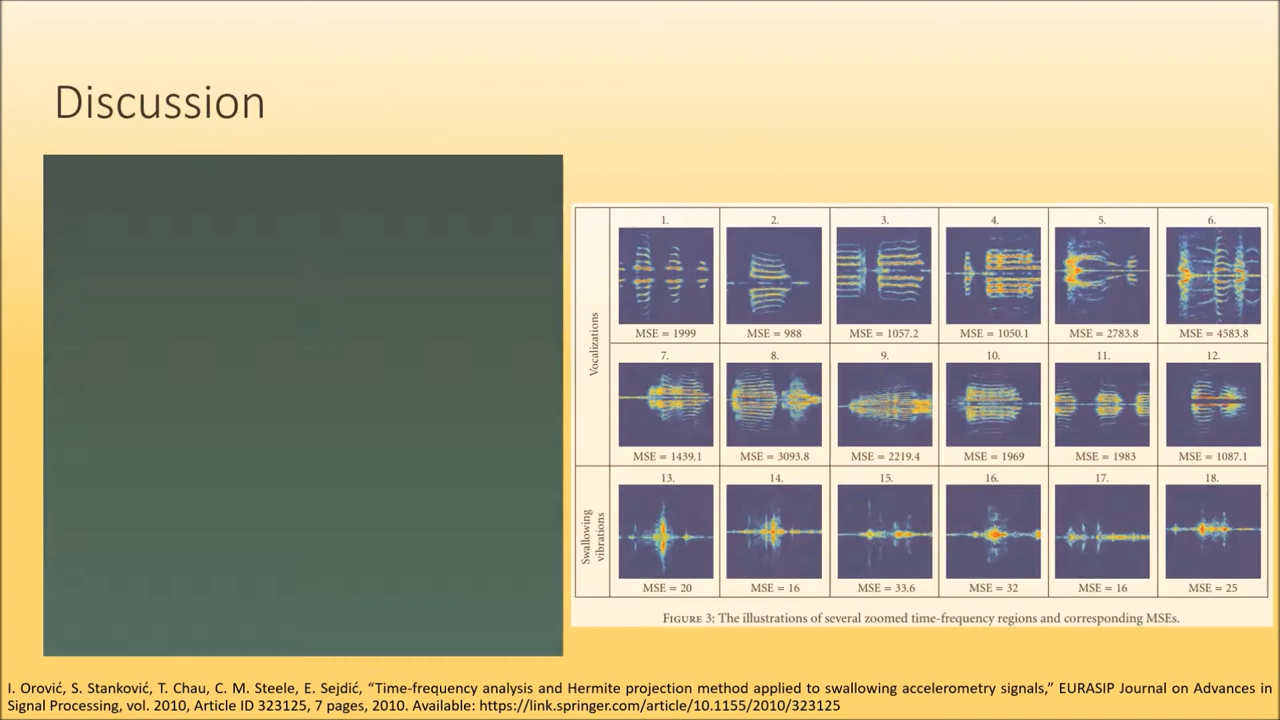 Discussion
1. 2. 3. 4. 5. 6.
Vocalizations
MSE = 1999 MSE = 988 MSE = 1057.2 MSE = 1050.1 MSE = 2783.8 MSE = 4583.8
7. 8. 9. 10. 11. 12.
MSE = 1439.1 MSE = 3093.8 MSE = 2219.4 MSE = 1969 MSE = 1983 MSE = 1087.1
13. 14. 15. 16. 17. 18.
Swallowing
vibrations
MSE = 20 MSE = 16 MSE = 33.6 MSE = 32 MSE = 16 MSE = 25
FIGURE 3: The illustrations of several zoomed time-frequency regions and corresponding MSEs.
I. Orović, S. Stanković, T. Chau, C. M. Steele, E. Sejdić, “Time-frequency analysis and Hermite projection method applied to swallowing accelerometry signals,” EURASIP Journal on Advances in
Signal Processing, vol. 2010, Article ID 323125, 7 pages, 2010. Available: https://link.springer.com/article/10.1155/2010/323125